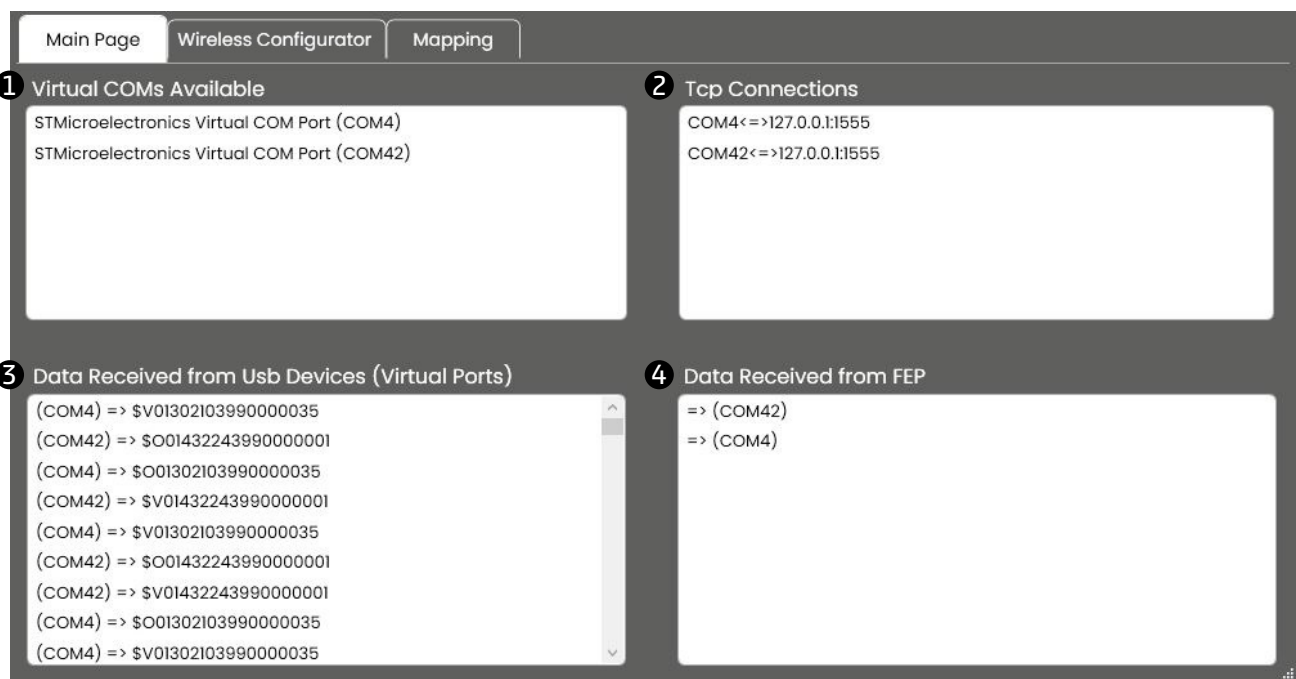 Main Page
Wireless Configurator
Mapping
1 Virtual COMs Available
STMicroelectronics Virtual COM Port (COM4)
STMicroelectronics Virtual COM Port (COM42)
2 Tcp Connections
COM4<=>127.0.0.1:1555
COM42<=>127.0.0.1:1555
3 Data Received from Usb Devices (Virtual Ports)
(COM4) => $V01302103990000035
(COM42) => $O01432243990000001
(COM4) => $O01302103990000035
(COM42) => $V01432243990000001
(COM4) => $V01302103990000035
(COM42) => $O01432243990000001
(COM42) => $V01432243990000001
(COM4) => $O01302103990000035
(COM4) => $V01302103990000035
4 Data Received from FEP
=> (COM42)
=> (COM4)